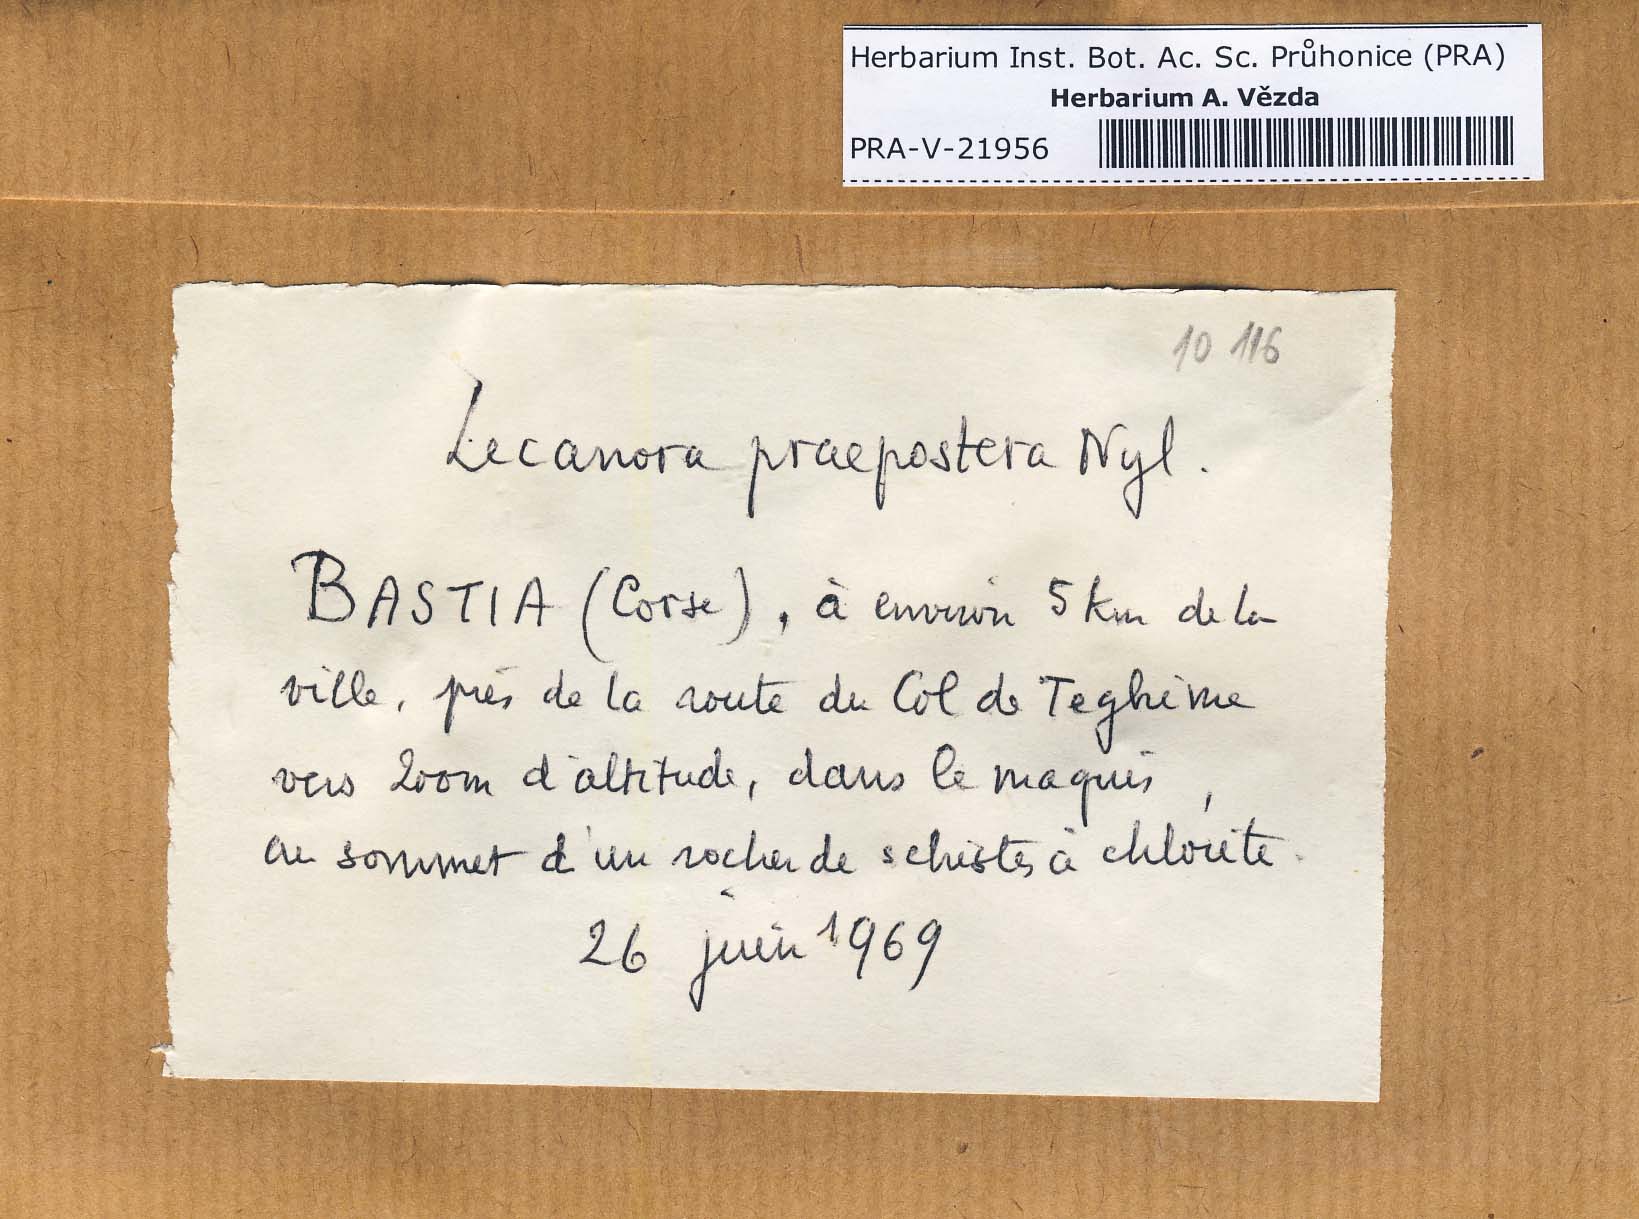 Herbarium Inst. Bot. Ac. Sc. Průhonice (PRA)
Herbarium A. Vězda
PRA-V-21956
10 116
Lecanora praepostera Nyl.
BASTIA (Corse), à environ 5 km de la
ville, près de la route du Col de Teghime
vers 200m d'altitude, dans le maquis,
au sommet d'un rocher de schistes à chlorite.
26 juin 1969